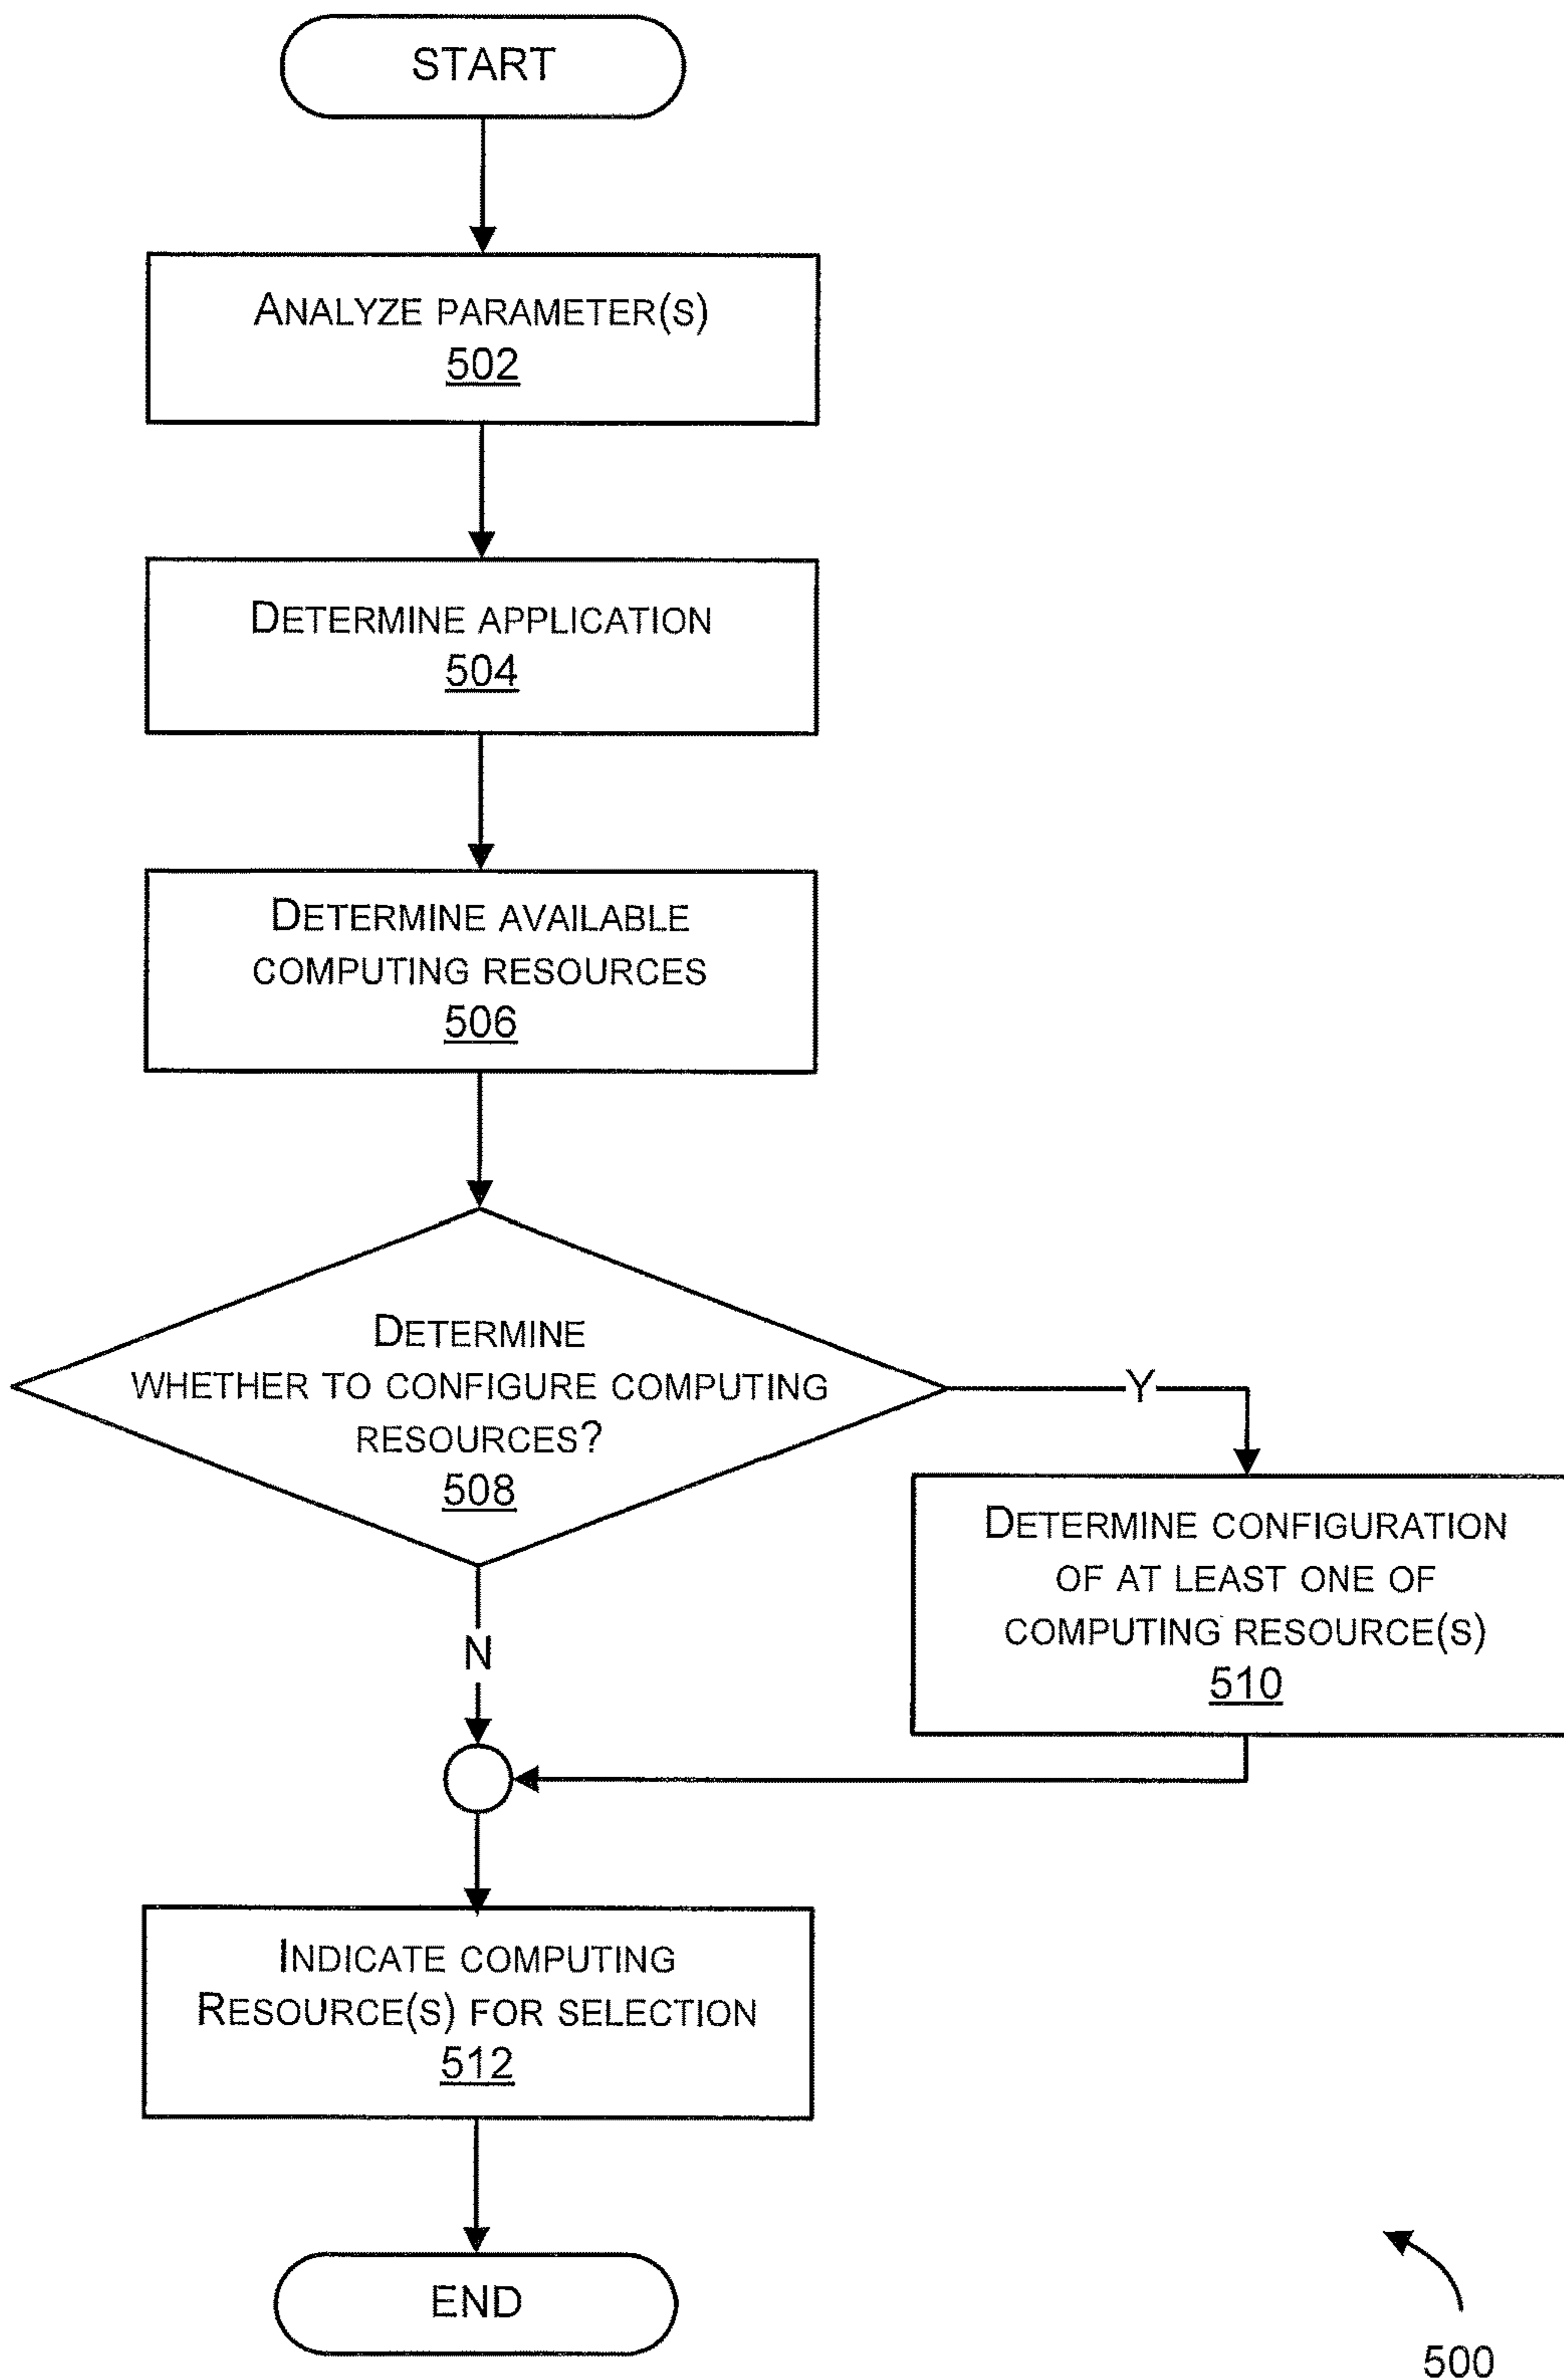 START
ANALYZE PARAMETER(S)
502
DETERMINE APPLICATION
504
DETERMINE AVAILABLE
COMPUTING RESOURCES
506
DETERMINE
WHETHER TO CONFIGURE COMPUTING
RESOURCES?
508
Y
N
DETERMINE CONFIGURATION
OF AT LEAST ONE OF
COMPUTING RESOURCE(S)
510
INDICATE COMPUTING
RESOURCE(S) FOR SELECTION
512
END
500